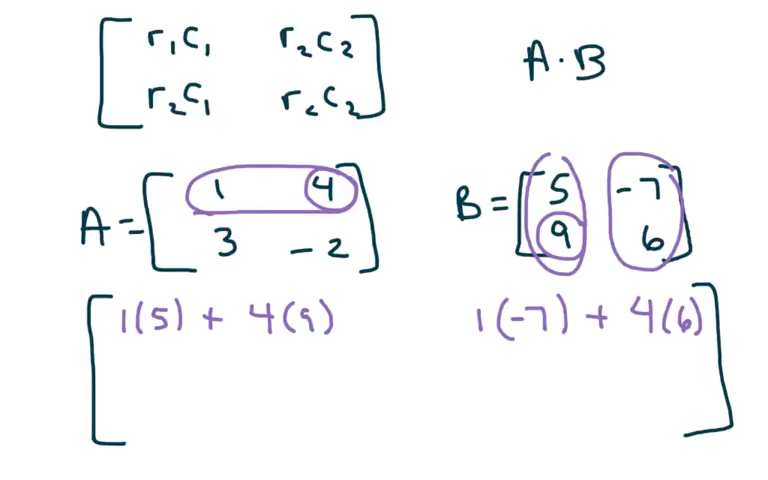 r₁c₁ r₂c₂
r₂c₁ r₂c₂
A · B
A = [1 4
3 -2]
B = [5 -7
9 6]
[1(5) + 4(9) 1(-7) + 4(6)]